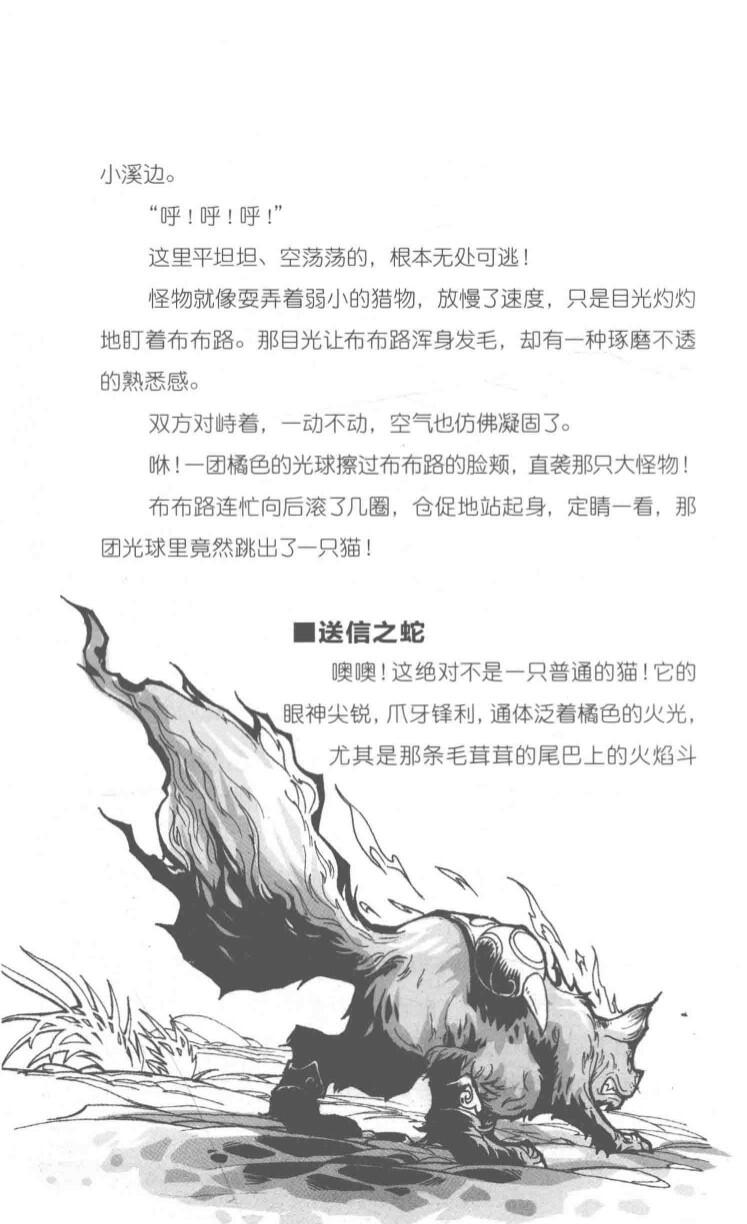 小溪边。
“呼！呼！呼！”
这里平坦坦、空荡荡的，根本无处可逃！
怪物就像耍弄着弱小的猎物，放慢了速度，只是目光灼灼
地盯着布布路。那目光让布布路浑身发毛，却有一种琢磨不透
的熟悉感。
双方对峙着，一动不动，空气也仿佛凝固了。
咻！一团橘色的光球擦过布布路的脸颊，直袭那只大怪物！
布布路连忙向后滚了几圈，仓促地站起身，定睛一看，那
团光球里竟然跳出了一只猫！
■送信之蛇
噢噢！这绝对不是一只普通的猫！它的
眼神尖锐，爪牙锋利，通体泛着橘色的火光，
尤其是那条毛茸茸的尾巴上的火焰斗